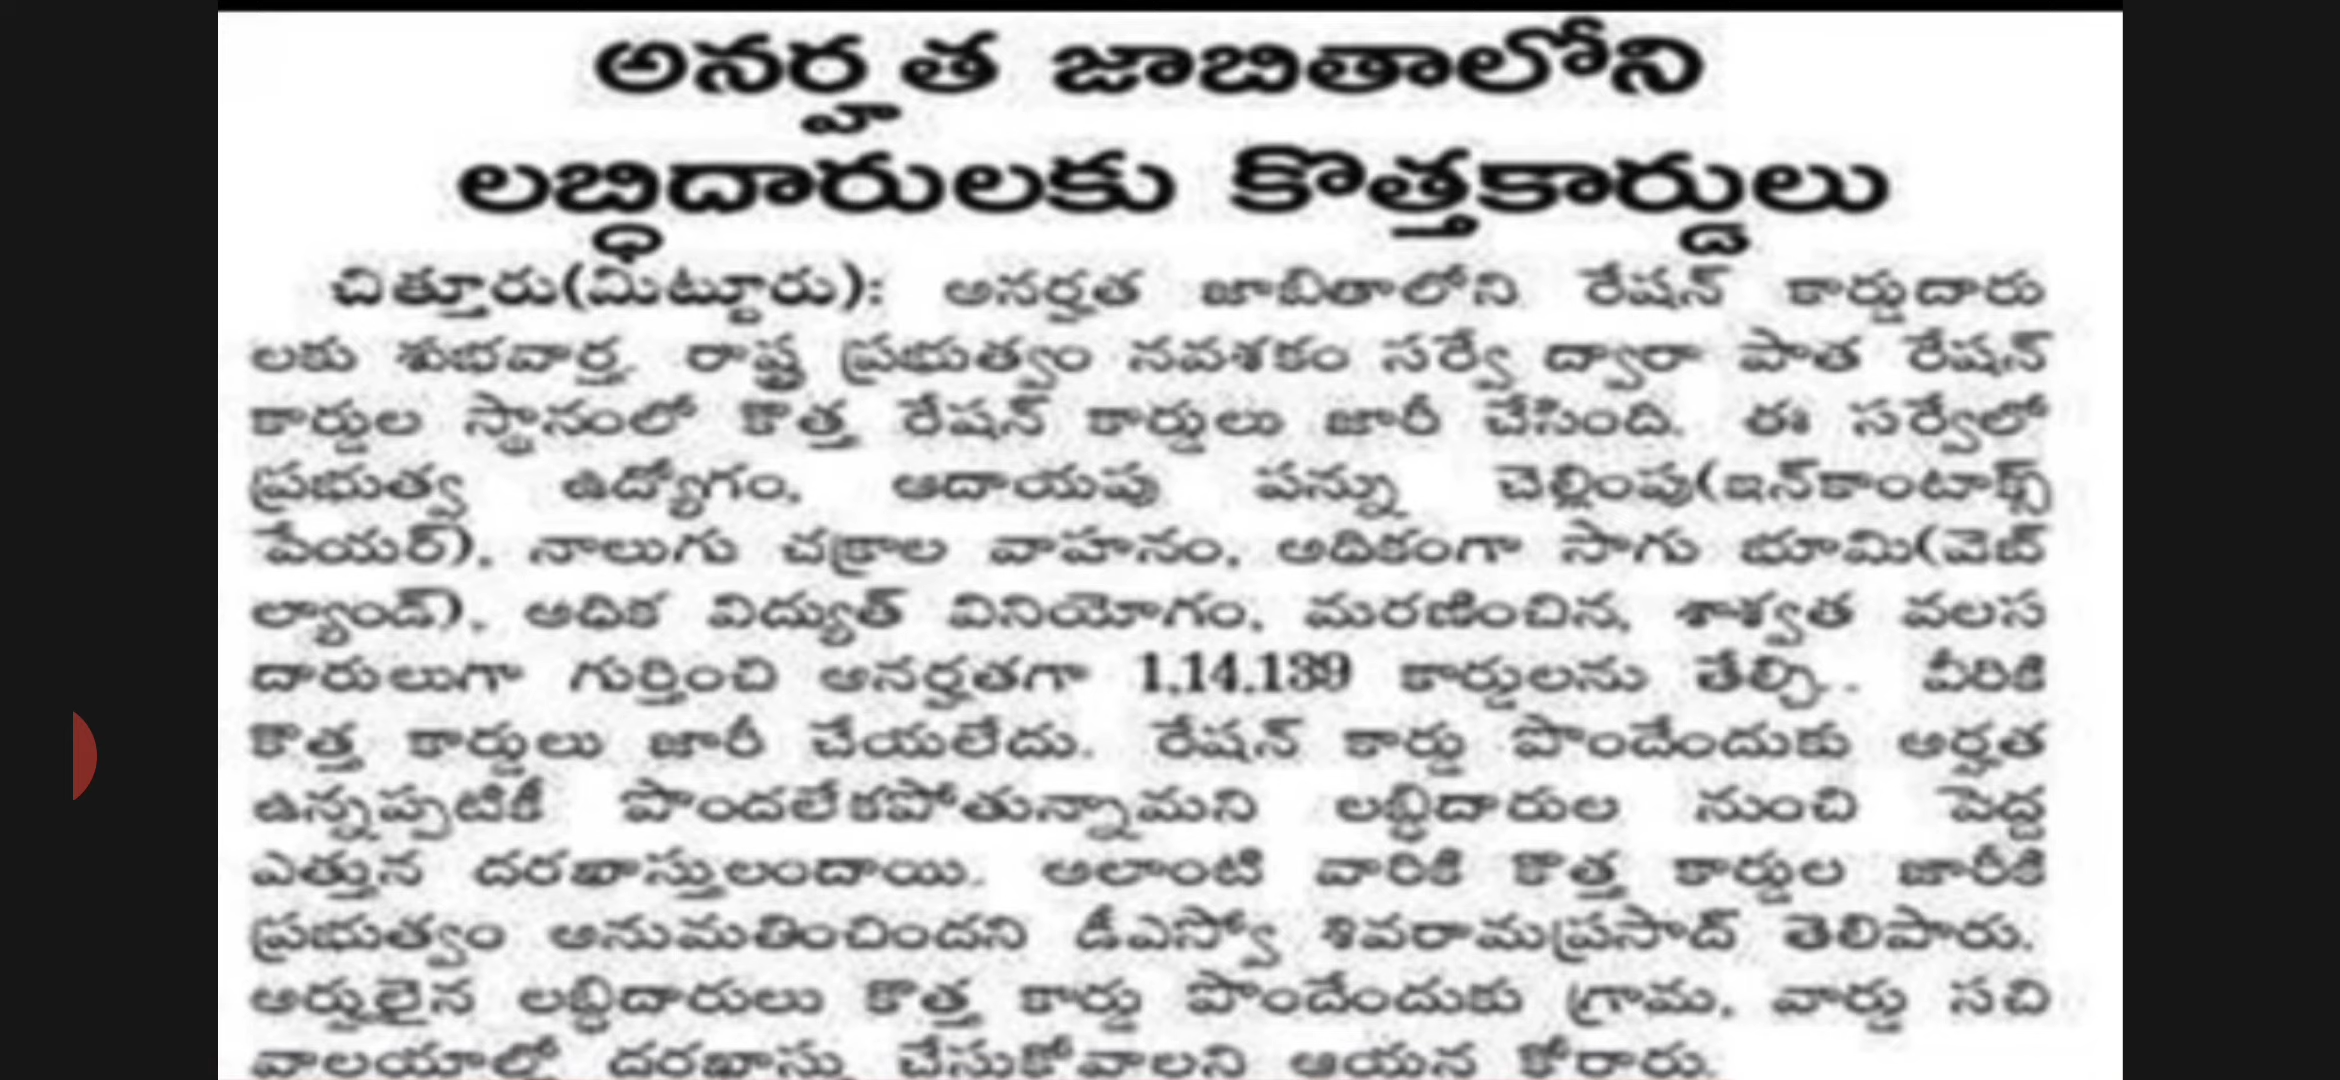 అనర్హత జాబితాలోని
లబ్ధిదారులకు కొత్తకార్డులు
చిత్తూరు(మిట్టూరు): అనర్హత జాబితాలోని రేషన్ కార్డుదారు
లకు శుభవార్త. రాష్ట్ర ప్రభుత్వం నవశకం సర్వే ద్వారా పాత రేషన్
కార్డుల స్థానంలో కొత్త రేషన్ కార్డులు జారీ చేసింది. ఈ సర్వేలో
ప్రభుత్వ ఉద్యోగం, ఆదాయపు పన్ను చెల్లింపు(ఇన్‌కాంటాక్స్
పేయర్), నాలుగు చక్రాల వాహనం, అధికంగా సాగు భూమి(వెబ్
ల్యాండ్), అధిక విద్యుత్ వినియోగం, మరణించిన, శాశ్వత వలస
దారులుగా గుర్తించి అనర్హతగా 1,14,139 కార్డులను తేల్చి.. వీరికి
కొత్త కార్డులు జారీ చేయలేదు. రేషన్ కార్డు పొందేందుకు అర్హత
ఉన్నప్పటికీ పొందలేకపోతున్నామని లబ్ధిదారుల నుంచి పెద్ద
ఎత్తున దరఖాస్తులందాయి. అలాంటి వారికి కొత్త కార్డుల జారీకి
ప్రభుత్వం అనుమతించిందని డీఎస్వో శివరామప్రసాద్ తెలిపారు.
అర్హులైన లబ్ధిదారులు కొత్త కార్డు పొందేందుకు గ్రామ, వార్డు సచి
వాలయాల్లో దరఖాస్తు చేసుకోవాలని ఆయన కోరారు.